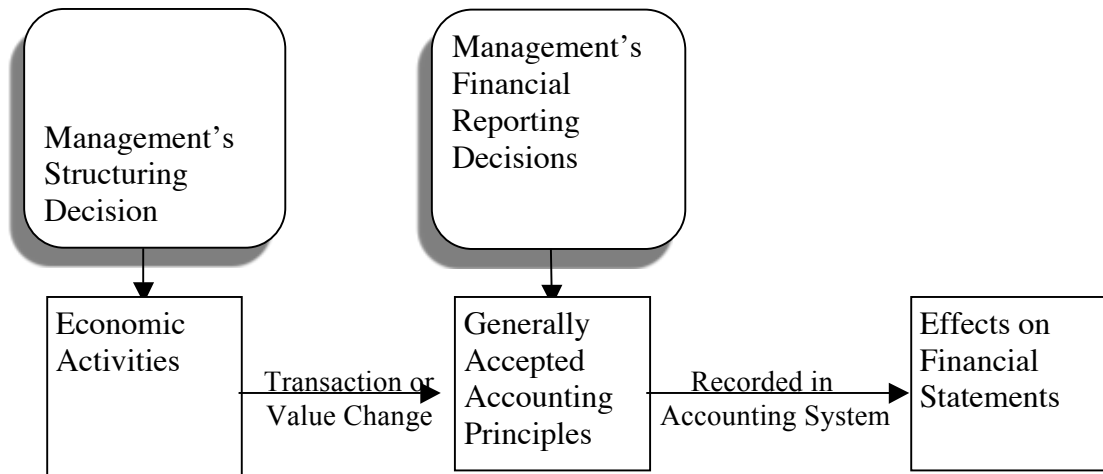 Management’s
Structuring
Decision
Management’s
Financial
Reporting
Decisions
Economic
Activities
Transaction or
Value Change
Generally
Accepted
Accounting
Principles
Recorded in
Accounting System
Effects on
Financial
Statements